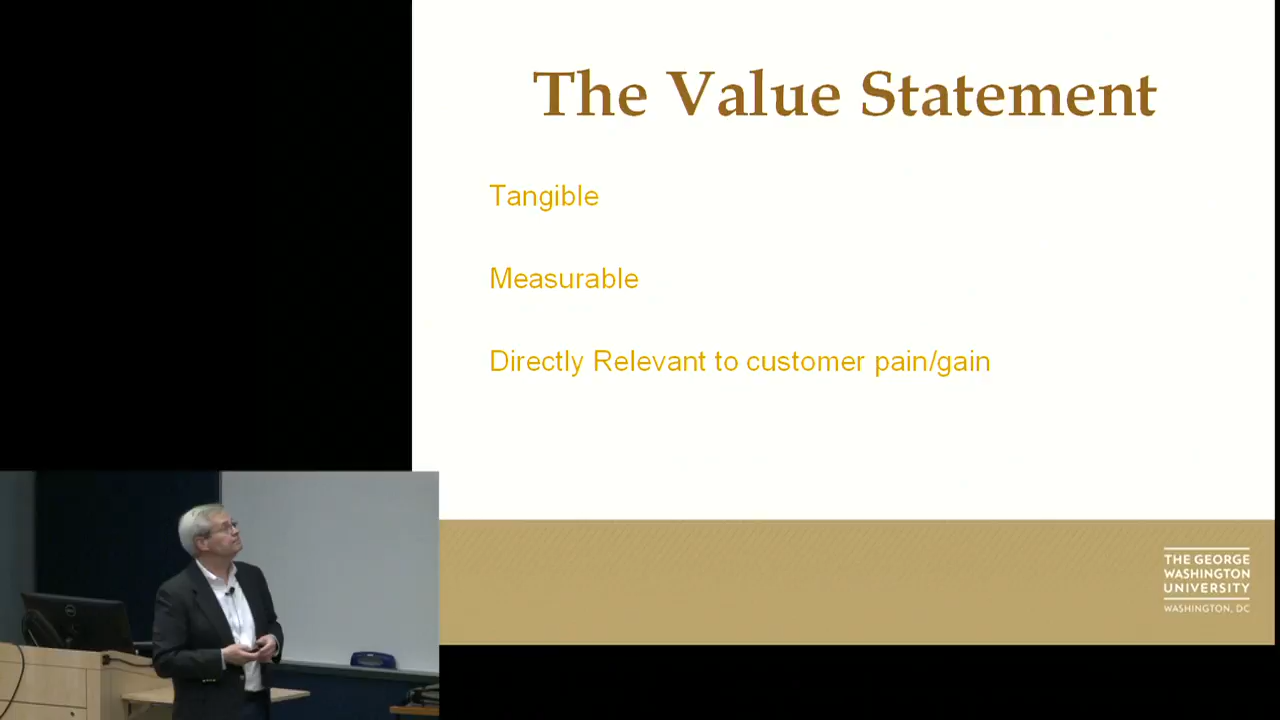 The Value Statement
Tangible
Measurable
Directly Relevant to customer pain/gain
THE GEORGE
WASHINGTON
UNIVERSITY
WASHINGTON, DC